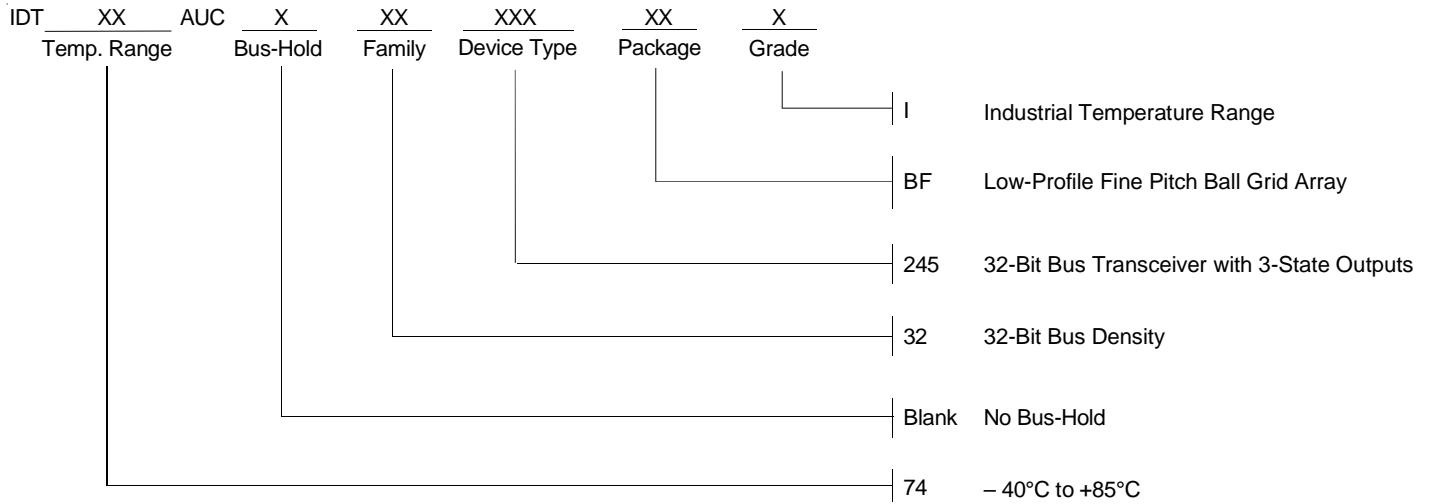 IDT XX AUC X XX XXX XX X
Temp. Range Bus-Hold Family Device Type Package Grade
I Industrial Temperature Range
BF Low-Profile Fine Pitch Ball Grid Array
245 32-Bit Bus Transceiver with 3-State Outputs
32 32-Bit Bus Density
Blank No Bus-Hold
74 – 40°C to +85°C